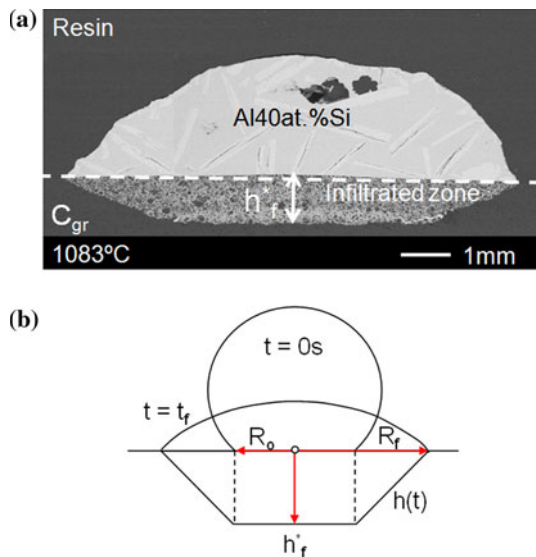 (a)
Resin
Al40at.%Si
h*f
Infiltrated zone
Cgr
1083ºC
1mm
(b)
t = 0s
t = tf
Ro
Rf
h(t)
h*f